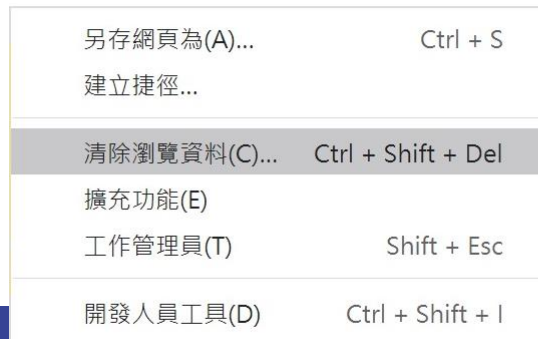 另存網頁為(A)... Ctrl + S
建立捷徑...
清除瀏覽資料(C)... Ctrl + Shift + Del
擴充功能(E)
工作管理員(T) Shift + Esc
開發人員工具(D) Ctrl + Shift + I